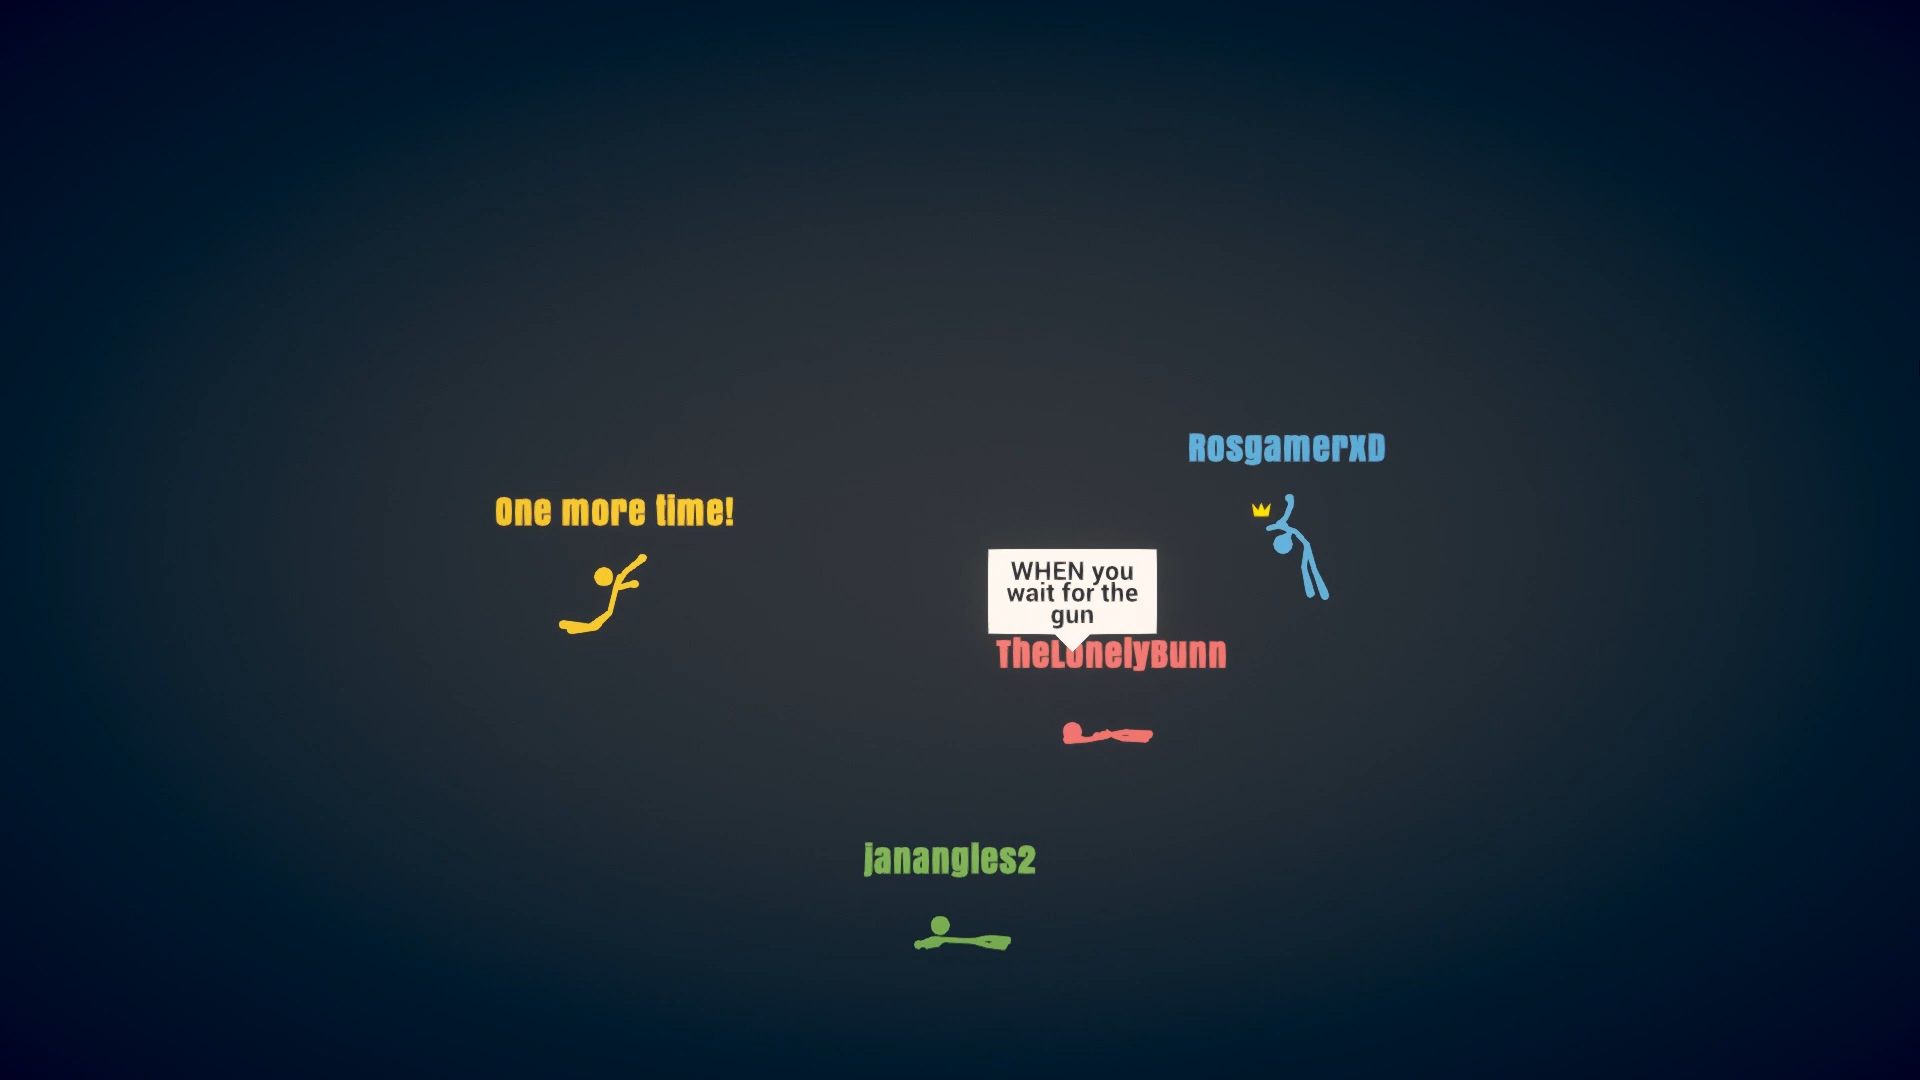 RosgamerxD
One more time!
WHEN you
wait for the
gun
TheLonelyBunn
janangles2